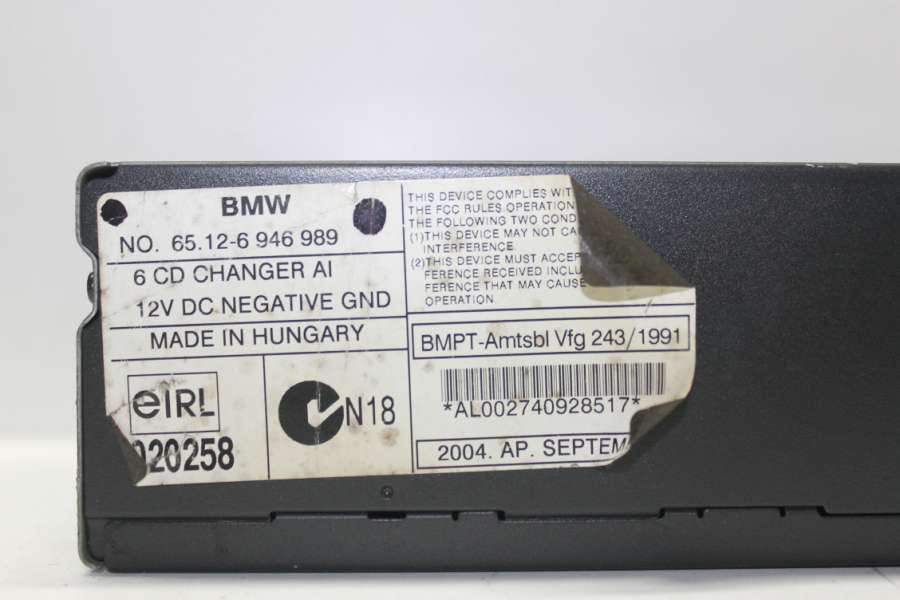 BMW
NO. 65.12-6 946 989
6 CD CHANGER AI
12V DC NEGATIVE GND
MADE IN HUNGARY
eIRL
020258
N18
THIS DEVICE COMPLIES WIT
THE FCC RULES OPERATION
THE FOLLOWING TWO COND
(1)THIS DEVICE MAY NOT CA
INTERFERENCE
(2)THIS DEVICE MUST ACCEP
FERENCE RECEIVED INCLU
FERENCE THAT MAY CAUSE
OPERATION
BMPT-Amtsbl Vfg 243/1991
*AL002740928517*
2004. AP. SEPTEM